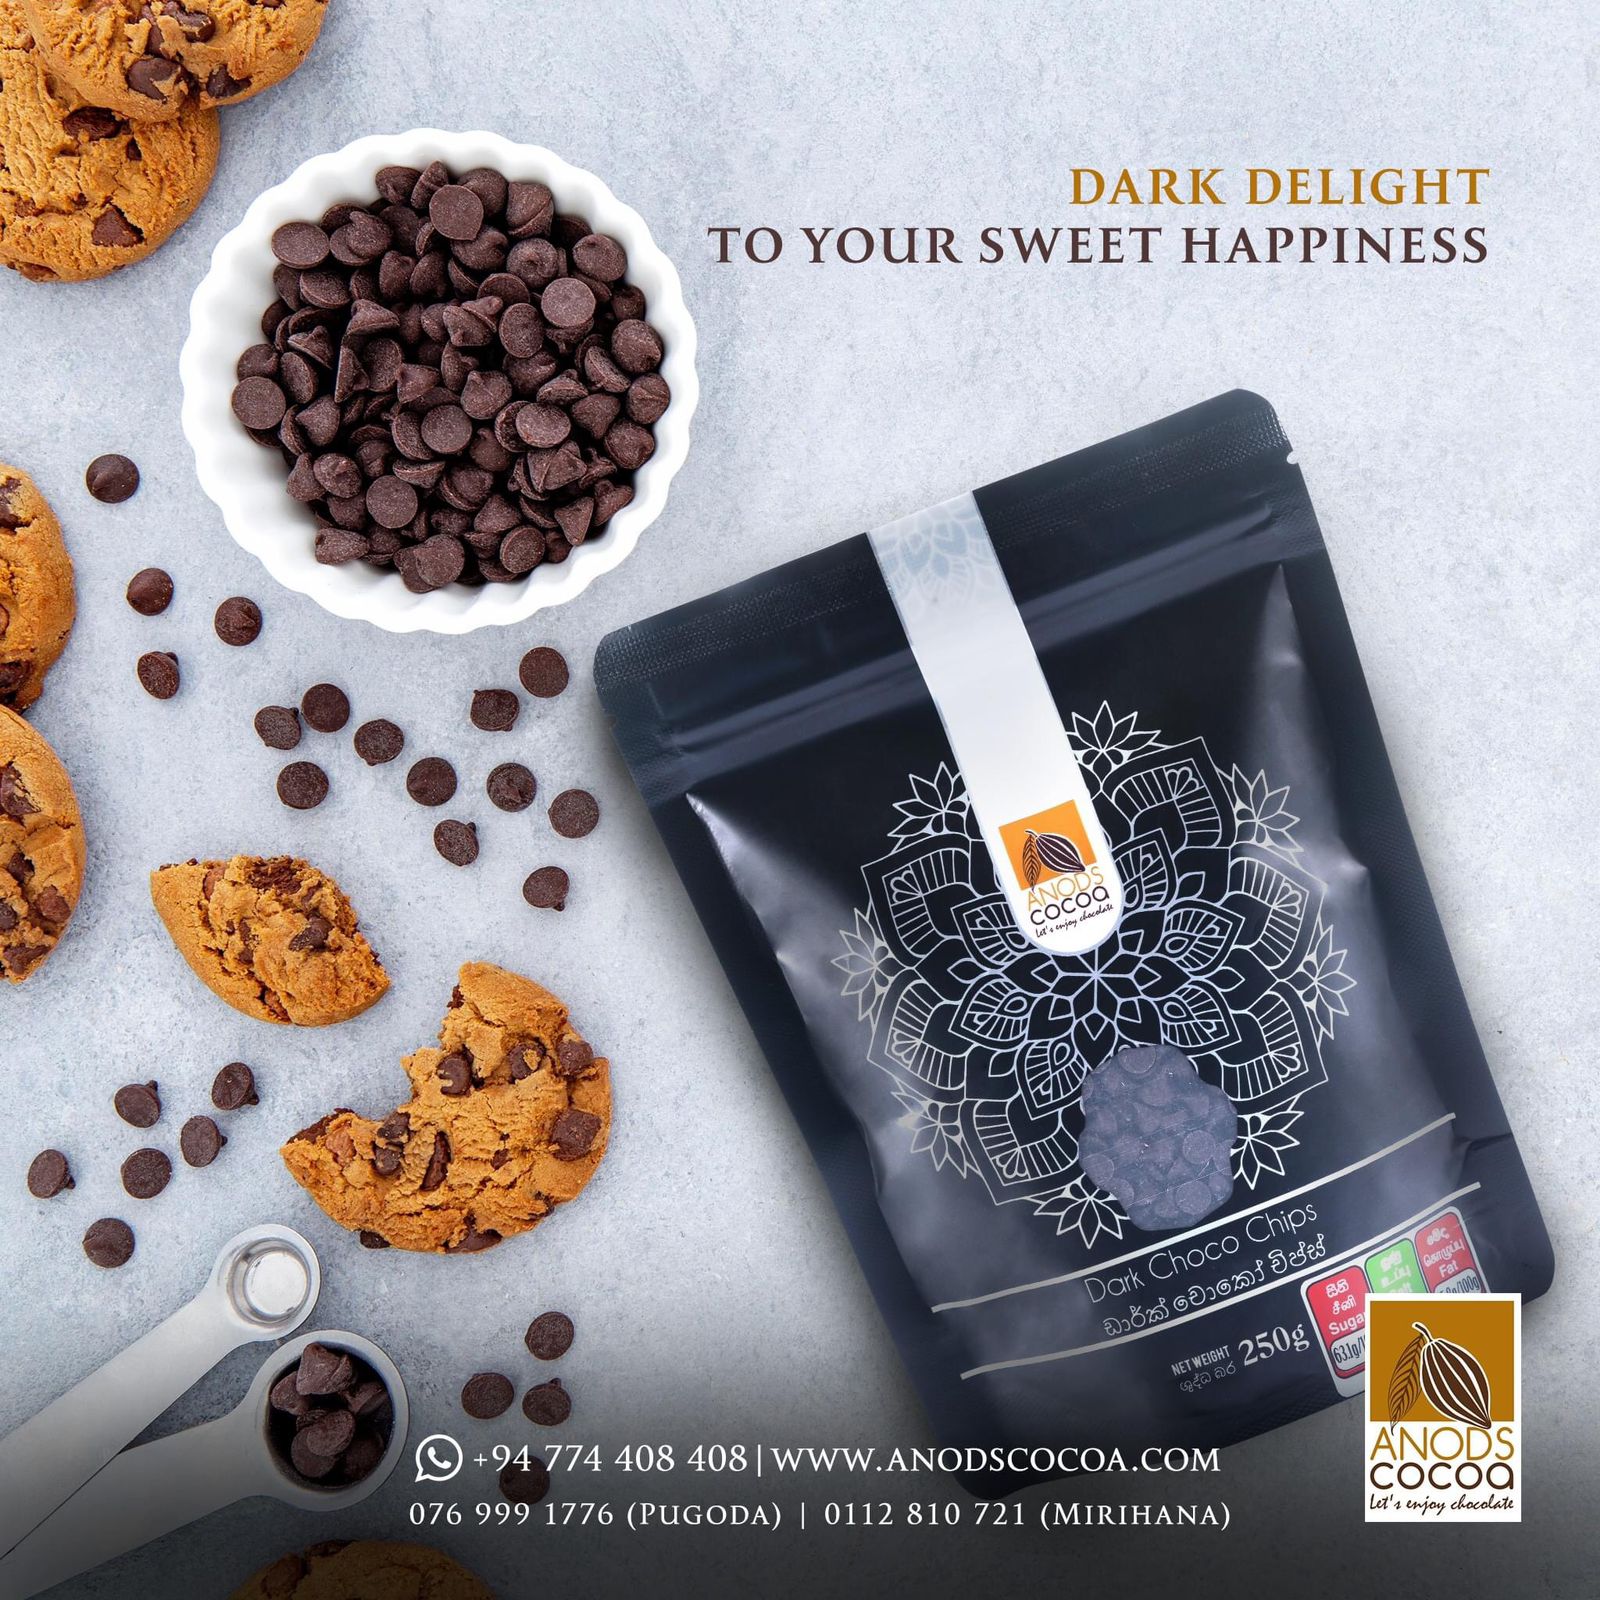 DARK DELIGHT
TO YOUR SWEET HAPPINESS
ANODS
COCOA
Let's enjoy chocolate
Dark Choco Chips
ඩාර්ක් චොකෝ චිප්ස්
NET WEIGHT 250g
ශුද්ධ බර
සීනි
சீனி
லுப்பு
මේද
கொழுப்பு
Fat
ANODS
COCOA
Let's enjoy chocolate
+94 774 408 408|WWW.ANODSCOCOA.COM
076 999 1776 (PUGODA) | 0112 810 721 (MIRIHANA)